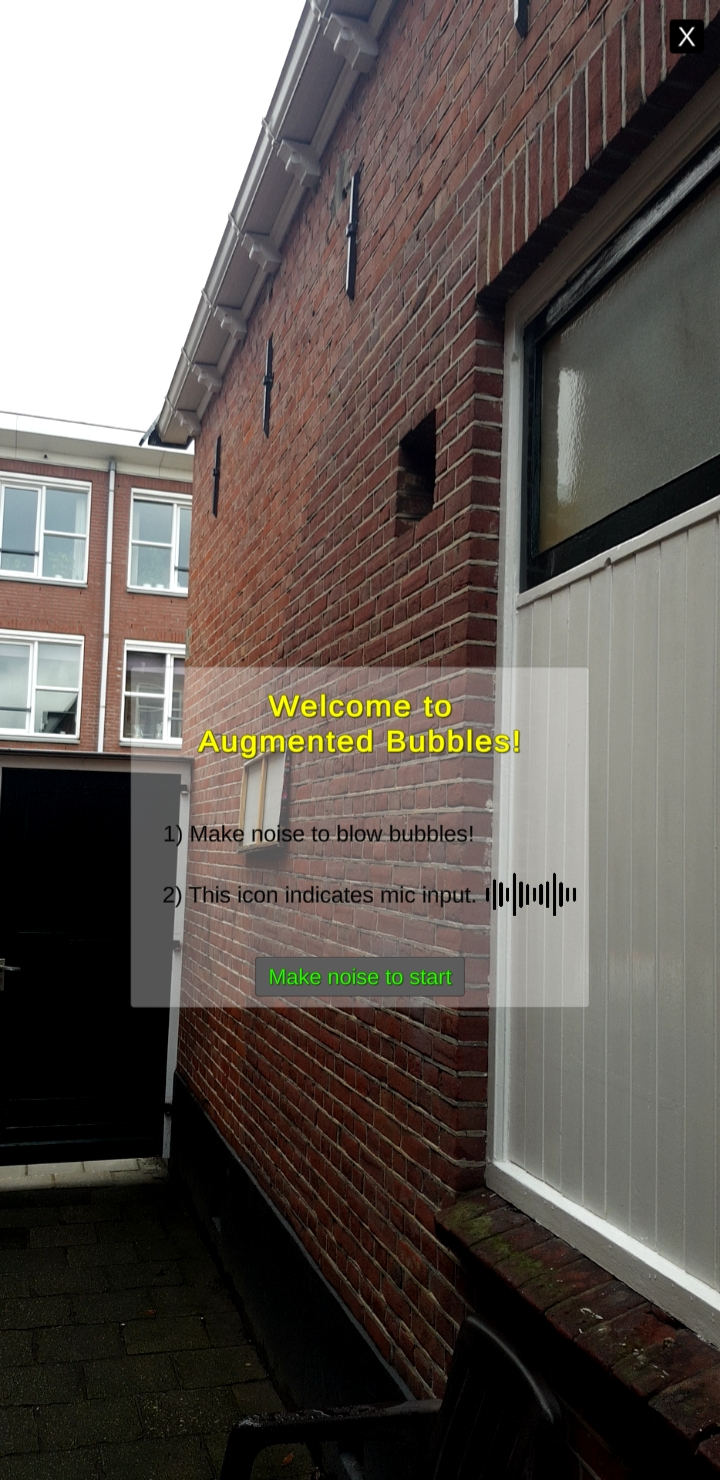 X
Welcome to
Augmented Bubbles!
1) Make noise to blow bubbles!
2) This icon indicates mic input.
Make noise to start